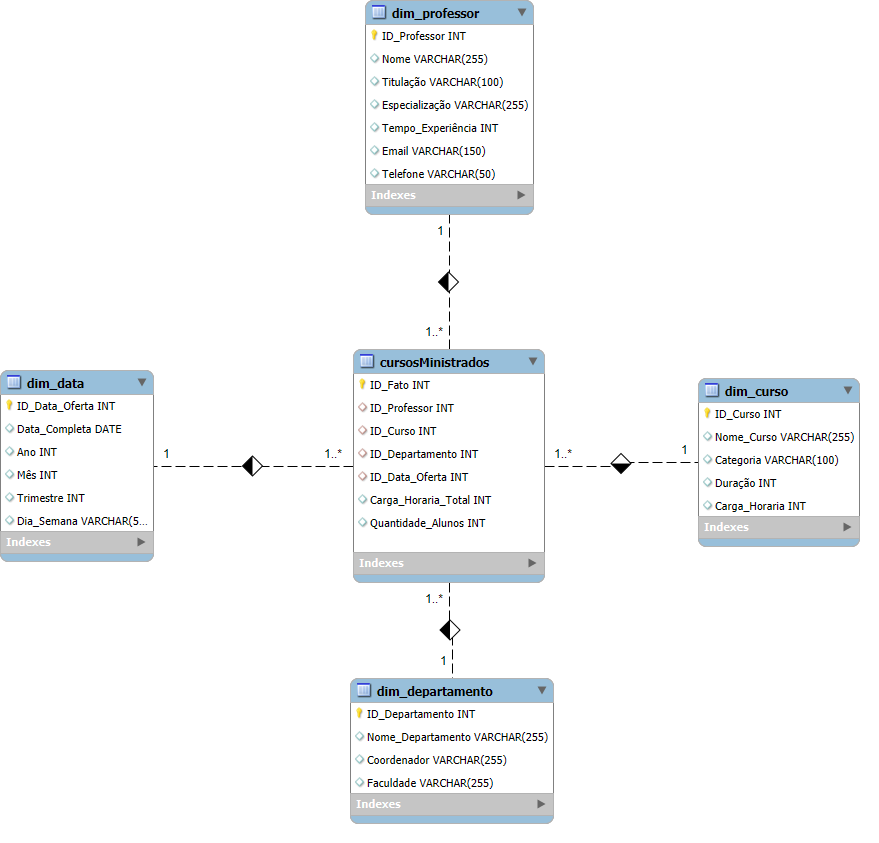 dim_professor
ID_Professor INT
Nome VARCHAR(255)
Titulação VARCHAR(100)
Especialização VARCHAR(255)
Tempo_Experiência INT
Email VARCHAR(150)
Telefone VARCHAR(50)
Indexes
1
1..*
dim_data
ID_Data_Oferta INT
Data_Completa DATE
Ano INT
Mês INT
Trimestre INT
Dia_Semana VARCHAR(5...
Indexes
1
1..*
cursosMinistrados
ID_Fato INT
ID_Professor INT
ID_Curso INT
ID_Departamento INT
ID_Data_Oferta INT
Carga_Horaria_Total INT
Quantidade_Alunos INT
Indexes
1..*
1
dim_curso
ID_Curso INT
Nome_Curso VARCHAR(255)
Categoria VARCHAR(100)
Duração INT
Carga_Horaria INT
Indexes
1..*
1
dim_departamento
ID_Departamento INT
Nome_Departamento VARCHAR(255)
Coordenador VARCHAR(255)
Faculdade VARCHAR(255)
Indexes